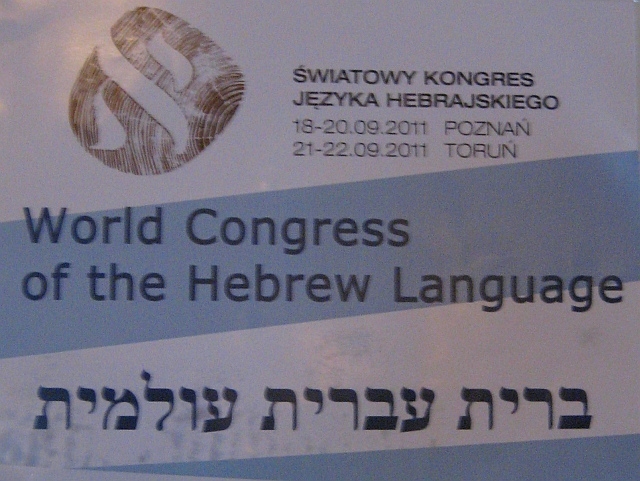 א
ŚWIATOWY KONGRES
JĘZYKA HEBRAJSKIEGO
18-20.09.2011 POZNAŃ
21-22.09.2011 TORUŃ
World Congress
of the Hebrew Language
ברית עברית עולמית